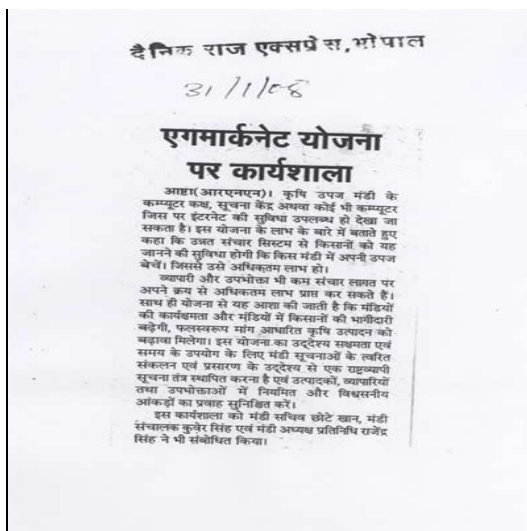 दैनिक राज एक्सप्रेस, भोपाल
31/1/08
एगमार्कनेट योजना
पर कार्यशाला
आष्टा(आरएनएन)। कृषि उपज मंडी के
कम्प्यूटर कक्ष, सूचना केंद्र अथवा कोई भी कम्प्यूटर
जिस पर इंटरनेट की सुविधा उपलब्ध हो देखा जा
सकता है। इस योजना के लाभ के बारे में बताते हुए
कहा कि उन्नत संचार सिस्टम से किसानों को यह
जानने की सुविधा होगी कि किस मंडी में अपनी उपज
बेचें। जिससे उसे अधिकतम लाभ हो।
व्यापारी और उपभोक्ता भी कम संचार लागत पर
अपने क्रय से अधिकतम लाभ प्राप्त कर सकते हैं।
साथ ही योजना से यह आशा की जाती है कि मंडियों
की कार्यक्षमता और मंडियों में किसानों की भागीदारी
बढ़ेगी, फलस्वरूप मांग आधारित कृषि उत्पादन को
बढ़ावा मिलेगा। इस योजना का उद्देश्य सक्षमता एवं
समय के उपयोग के लिए मंडी सूचनाओं के त्वरित
संकलन एवं प्रसारण के उद्देश्य से एक राष्ट्रव्यापी
सूचना तंत्र स्थापित करना है एवं उत्पादकों, व्यापारियों
तथा उपभोक्ताओं में नियमित और विश्वसनीय
आंकड़ों का प्रवाह सुनिश्चित करें।
इस कार्यशाला को मंडी सचिव छोटे खान, मंडी
संचालक कुवेर सिंह एवं मंडी अध्यक्ष प्रतिनिधि राजेंद्र
सिंह ने भी संबोधित किया।